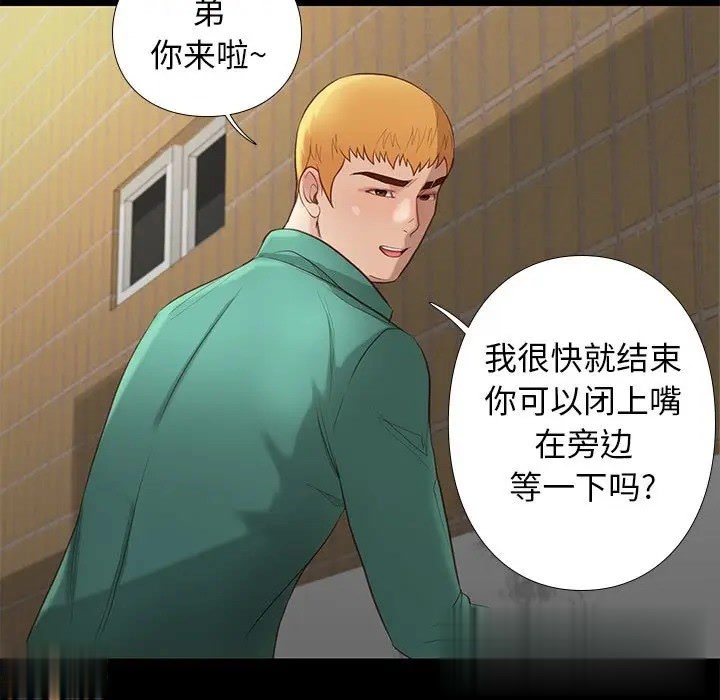 弟
你来啦~
我很快就结束
你可以闭上嘴
在旁边
等一下吗?